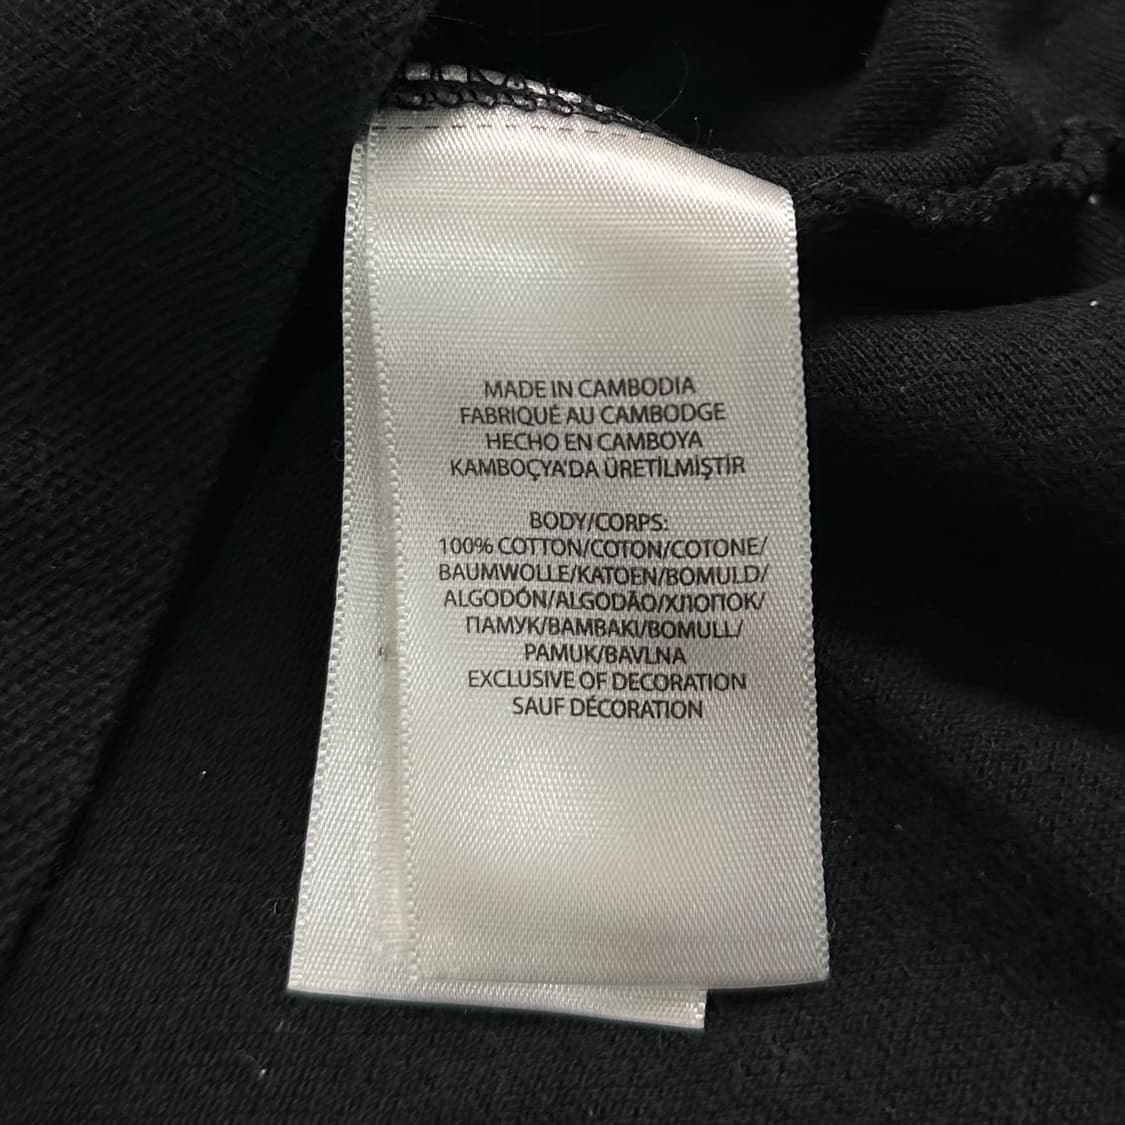 MADE IN CAMBODIA
FABRIQUÉ AU CAMBODGE
HECHO EN CAMBOYA
KAMBOÇYA'DA ÜRETİLMİŞTİR
BODY/CORPS:
100% COTTON/COTON/COTONE/
BAUMWOLLE/KATOEN/BOMULD/
ALGODÓN/ALGODÃO/ХЛОПОК/
ПАМУК/BAMBAKI/BOMULL/
PAMUK/BAVLNA
EXCLUSIVE OF DECORATION
SAUF DÉCORATION